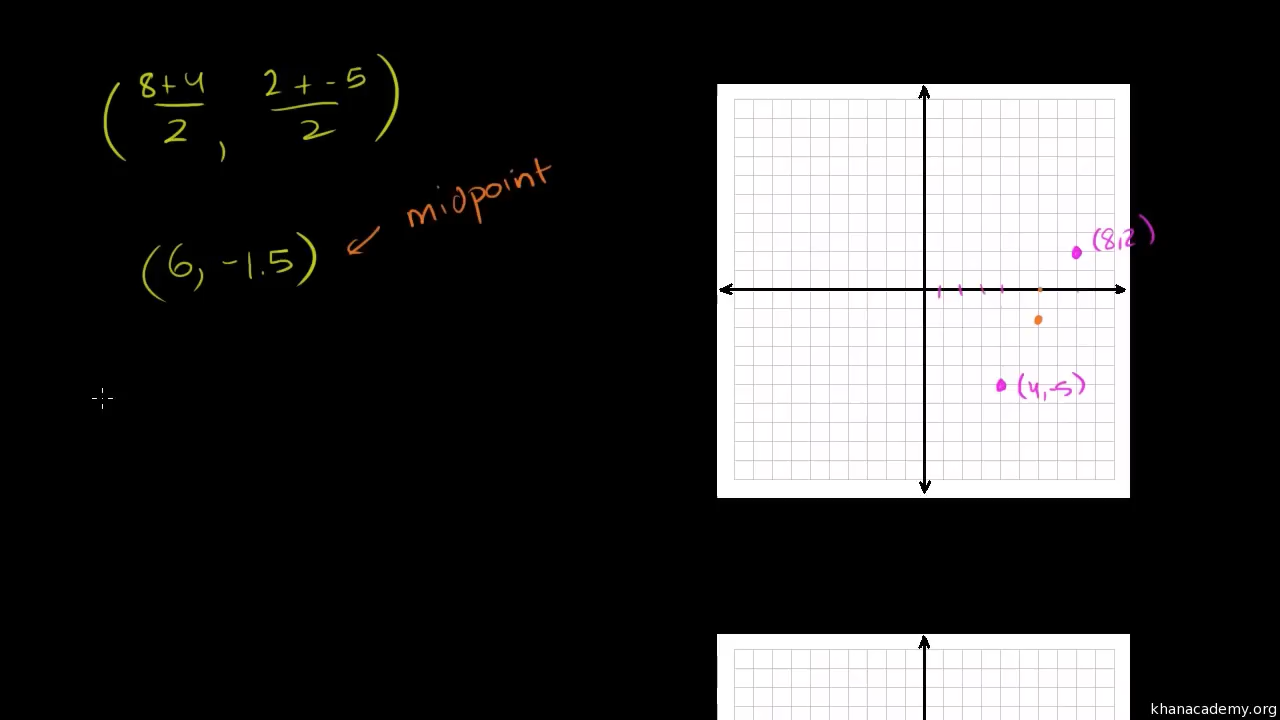 (8+4/2, 2+-5/2)
midpoint
(6, -1.5)
(8,2)
(4,-5)
khanacademy.org